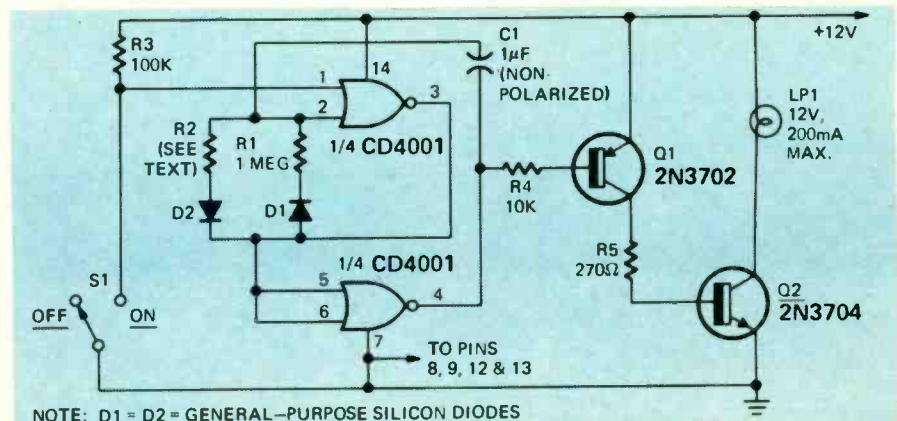 +12V
R3
100K
C1
1µF
(NON-
POLARIZED)
14
1
2
3
1/4 CD4001
R2
(SEE
TEXT)
R1
1 MEG
D2
D1
LP1
12V,
200mA
MAX.
Q1
2N3702
R4
10K
R5
270Ω
1/4 CD4001
5
6
4
7
S1
OFF
ON
Q2
2N3704
TO PINS
8, 9, 12 & 13
NOTE: D1 = D2 = GENERAL-PURPOSE SILICON DIODES